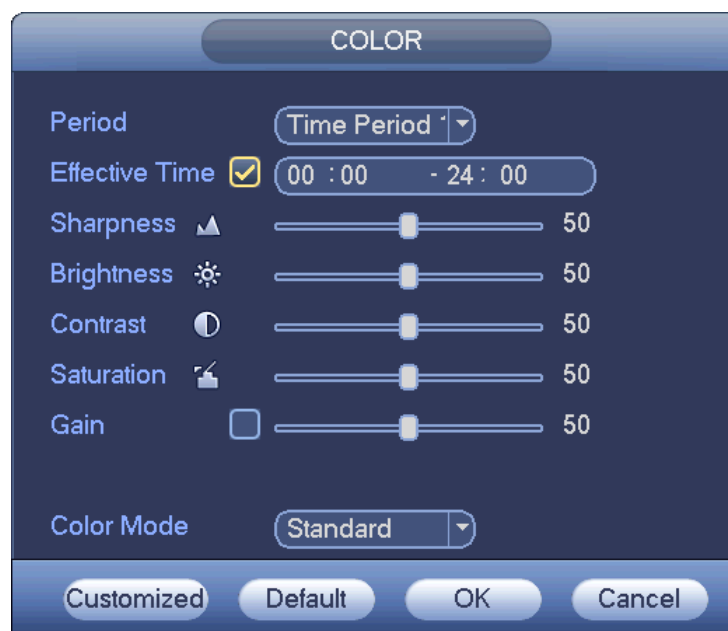 COLOR
Period Time Period
Effective Time 00 : 00 - 24 : 00
Sharpness 50
Brightness 50
Contrast 50
Saturation 50
Gain 50
Color Mode Standard
Customized Default OK Cancel